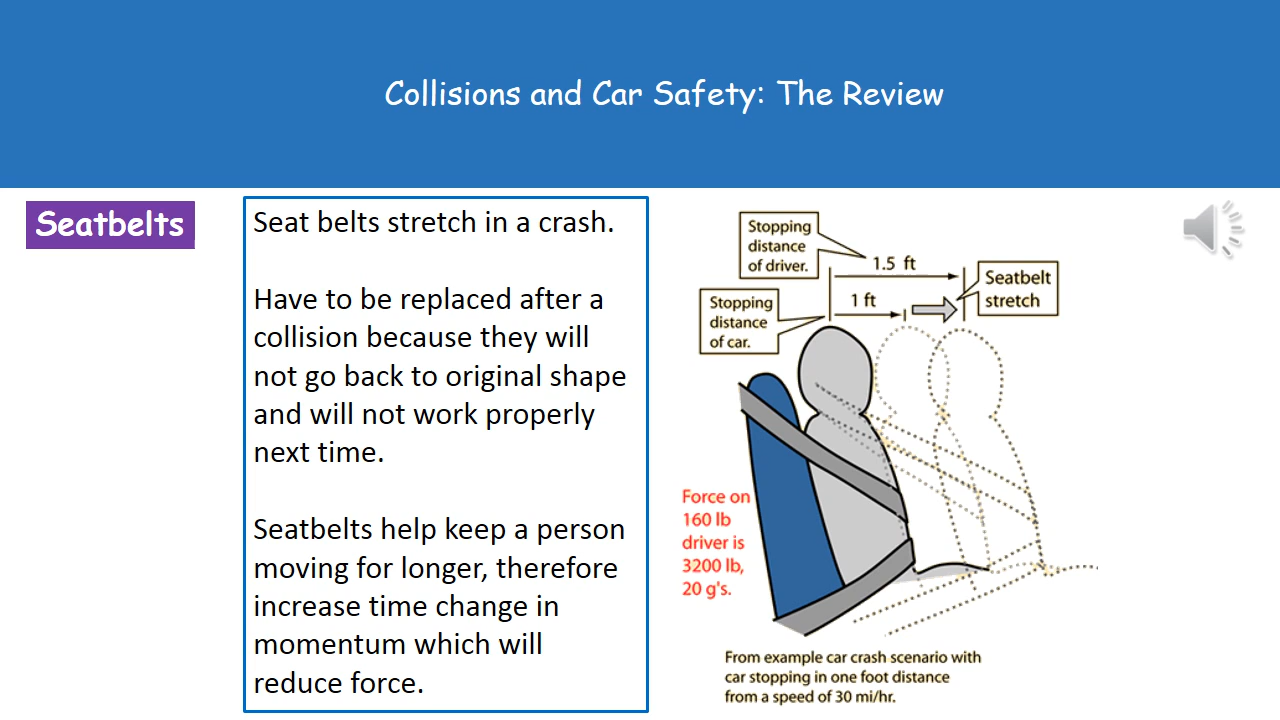 Collisions and Car Safety: The Review
Seatbelts
Seat belts stretch in a crash.
Have to be replaced after a
collision because they will
not go back to original shape
and will not work properly
next time.
Seatbelts help keep a person
moving for longer, therefore
increase time change in
momentum which will
reduce force.
Stopping
distance
of driver.
1.5 ft
Seatbelt
stretch
Stopping
distance
of car.
1 ft
Force on
160 lb
driver is
3200 lb,
20 g's.
From example car crash scenario with
car stopping in one foot distance
from a speed of 30 mi/hr.